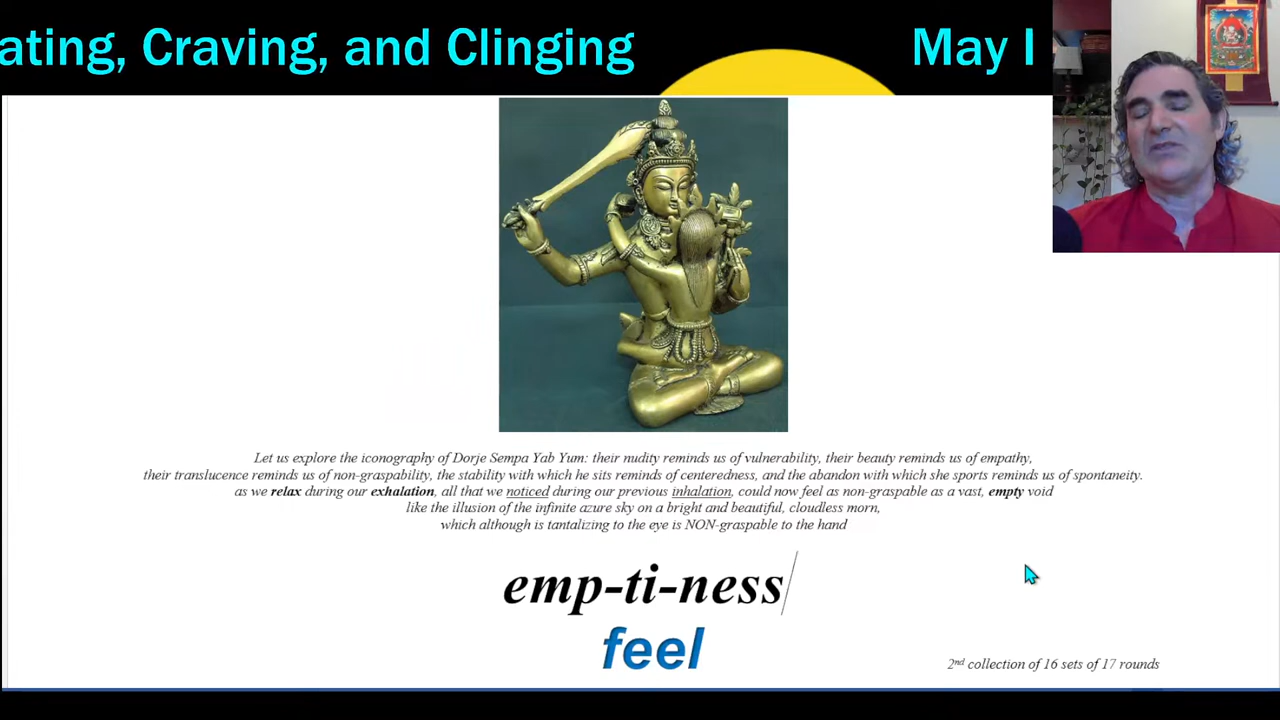 ating, Craving, and Clinging May I
Let us explore the iconography of Dorje Sempa Yab Yum: their nudity reminds us of vulnerability, their beauty reminds us of empathy,
their translucence reminds us of non-graspability, the stability with which he sits reminds of centeredness, and the abandon with which she sports reminds us of spontaneity.
as we relax during our exhalation, all that we noticed during our previous inhalation, could now feel as non-graspable as a vast, empty void
like the illusion of the infinite azure sky on a bright and beautiful, cloudless morn,
which although is tantalizing to the eye is NON-graspable to the hand
emp-ti-ness
feel
2nd collection of 16 sets of 17 rounds